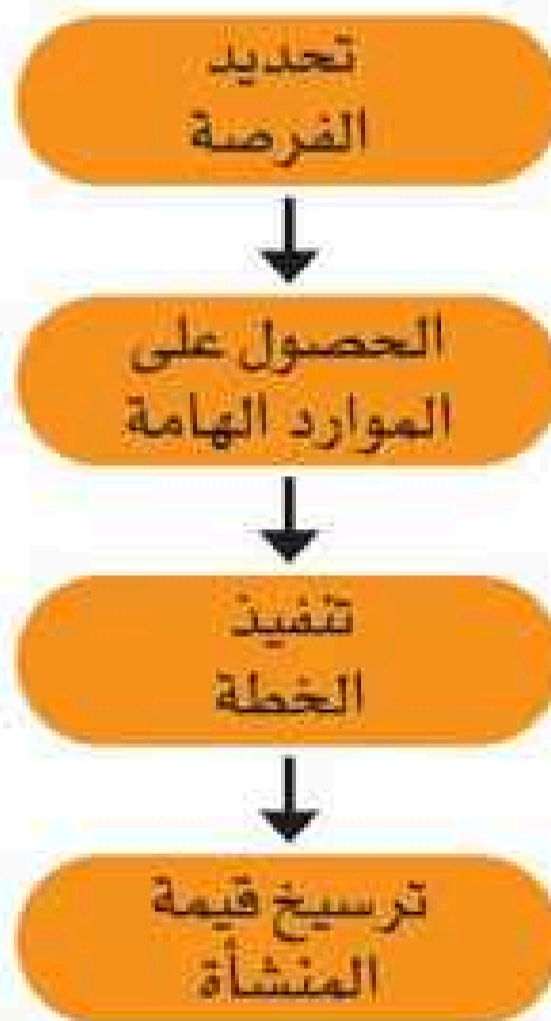 تحديد
الفرصة
الحصول على
الموارد الهامة
تنفيذ
الخطة
ترسيخ قيمة
المنشأة